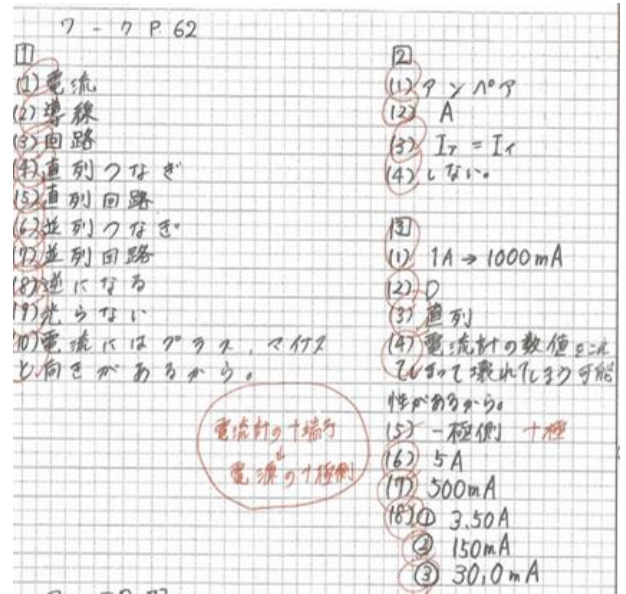 ワーク P.62
1
(1) 電流
(2) 導線
(3) 回路
(4) 直列つなぎ
(5) 直列回路
(6) 並列つなぎ
(7) 並列回路
(8) 逆になる
(9) 光らない
(10) 電流にはプラス、マイナス
と向きがあるから。
電流計の+端子
↓
電源の+極側
2
(1) アンペア
(2) A
(3) Iア = Iイ
(4) しない。
3
(1) 1A → 1000mA
(2) D
(3) 直列
(4) 電流計の数値をこえ
てしまって壊れてしまう可能
性があるから。
(5) -極側 +極
(6) 5A
(7) 500mA
(8) ① 3.50A
② 150mA
③ 30.0mA